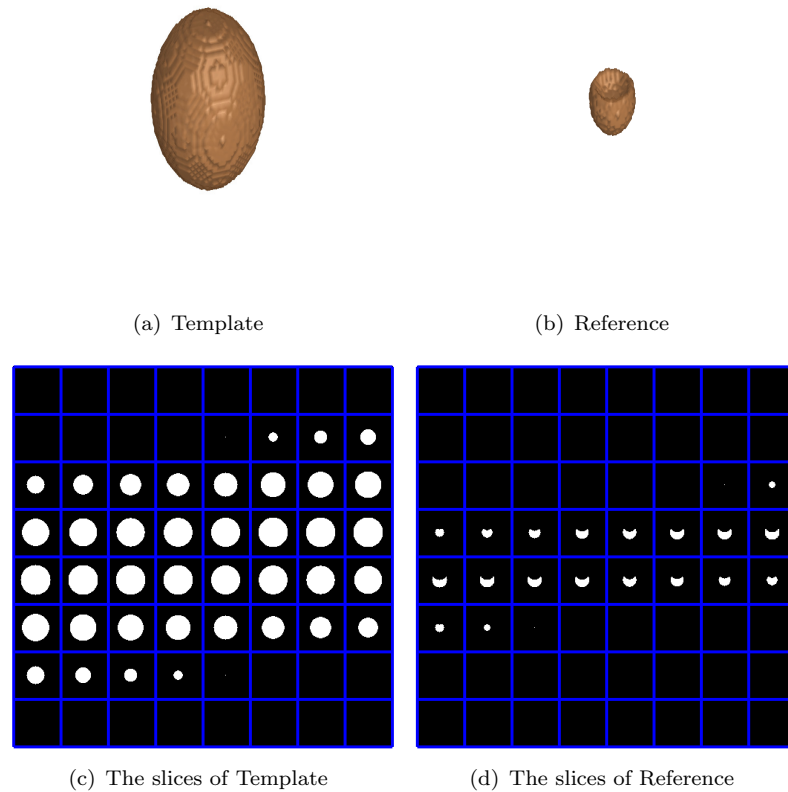 (a) Template
(b) Reference
(c) The slices of Template
(d) The slices of Reference